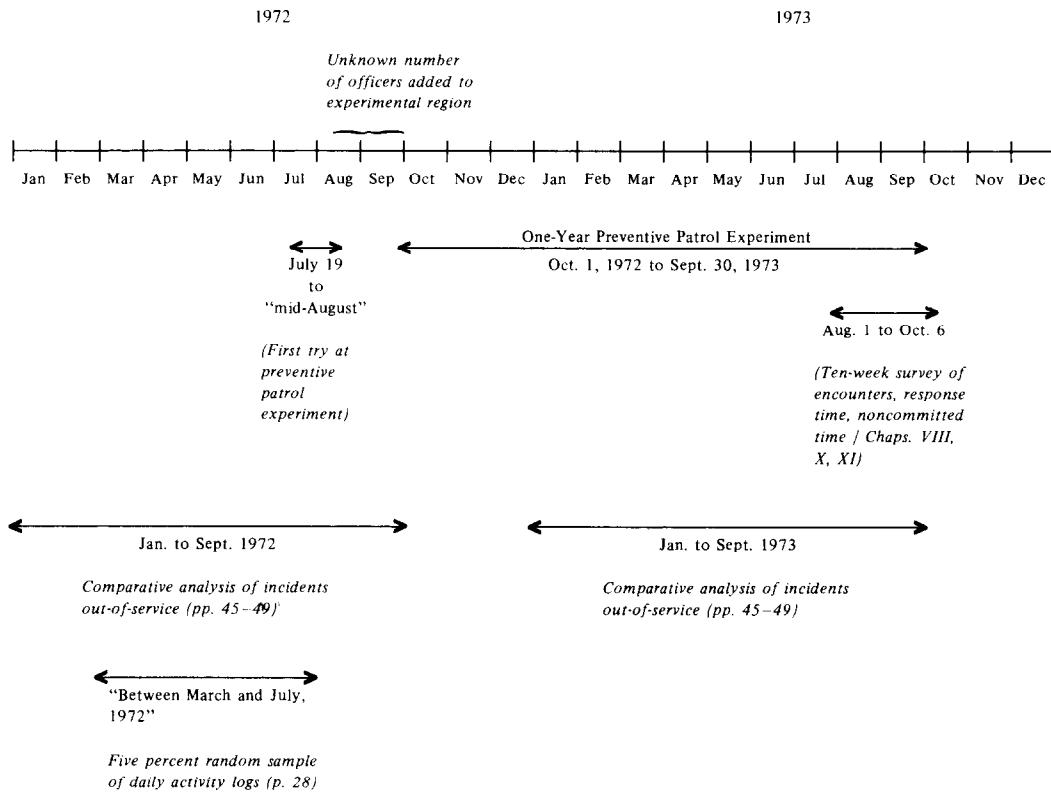 1972
1973
Unknown number
of officers added to
experimental region
Jan Feb Mar Apr May Jun Jul Aug Sep Oct Nov Dec Jan Feb Mar Apr May Jun Jul Aug Sep Oct Nov Dec
July 19
to
“mid-August”
(First try at
preventive
patrol
experiment)
One-Year Preventive Patrol Experiment
Oct. 1, 1972 to Sept. 30, 1973
Aug. 1 to Oct. 6
(Ten-week survey of
encounters, response
time, noncommitted
time / Chaps. VIII,
X, XI)
Jan. to Sept. 1972
Comparative analysis of incidents
out-of-service (pp. 45–49)
Jan. to Sept. 1973
Comparative analysis of incidents
out-of-service (pp. 45–49)
“Between March and July,
1972”
Five percent random sample
of daily activity logs (p. 28)